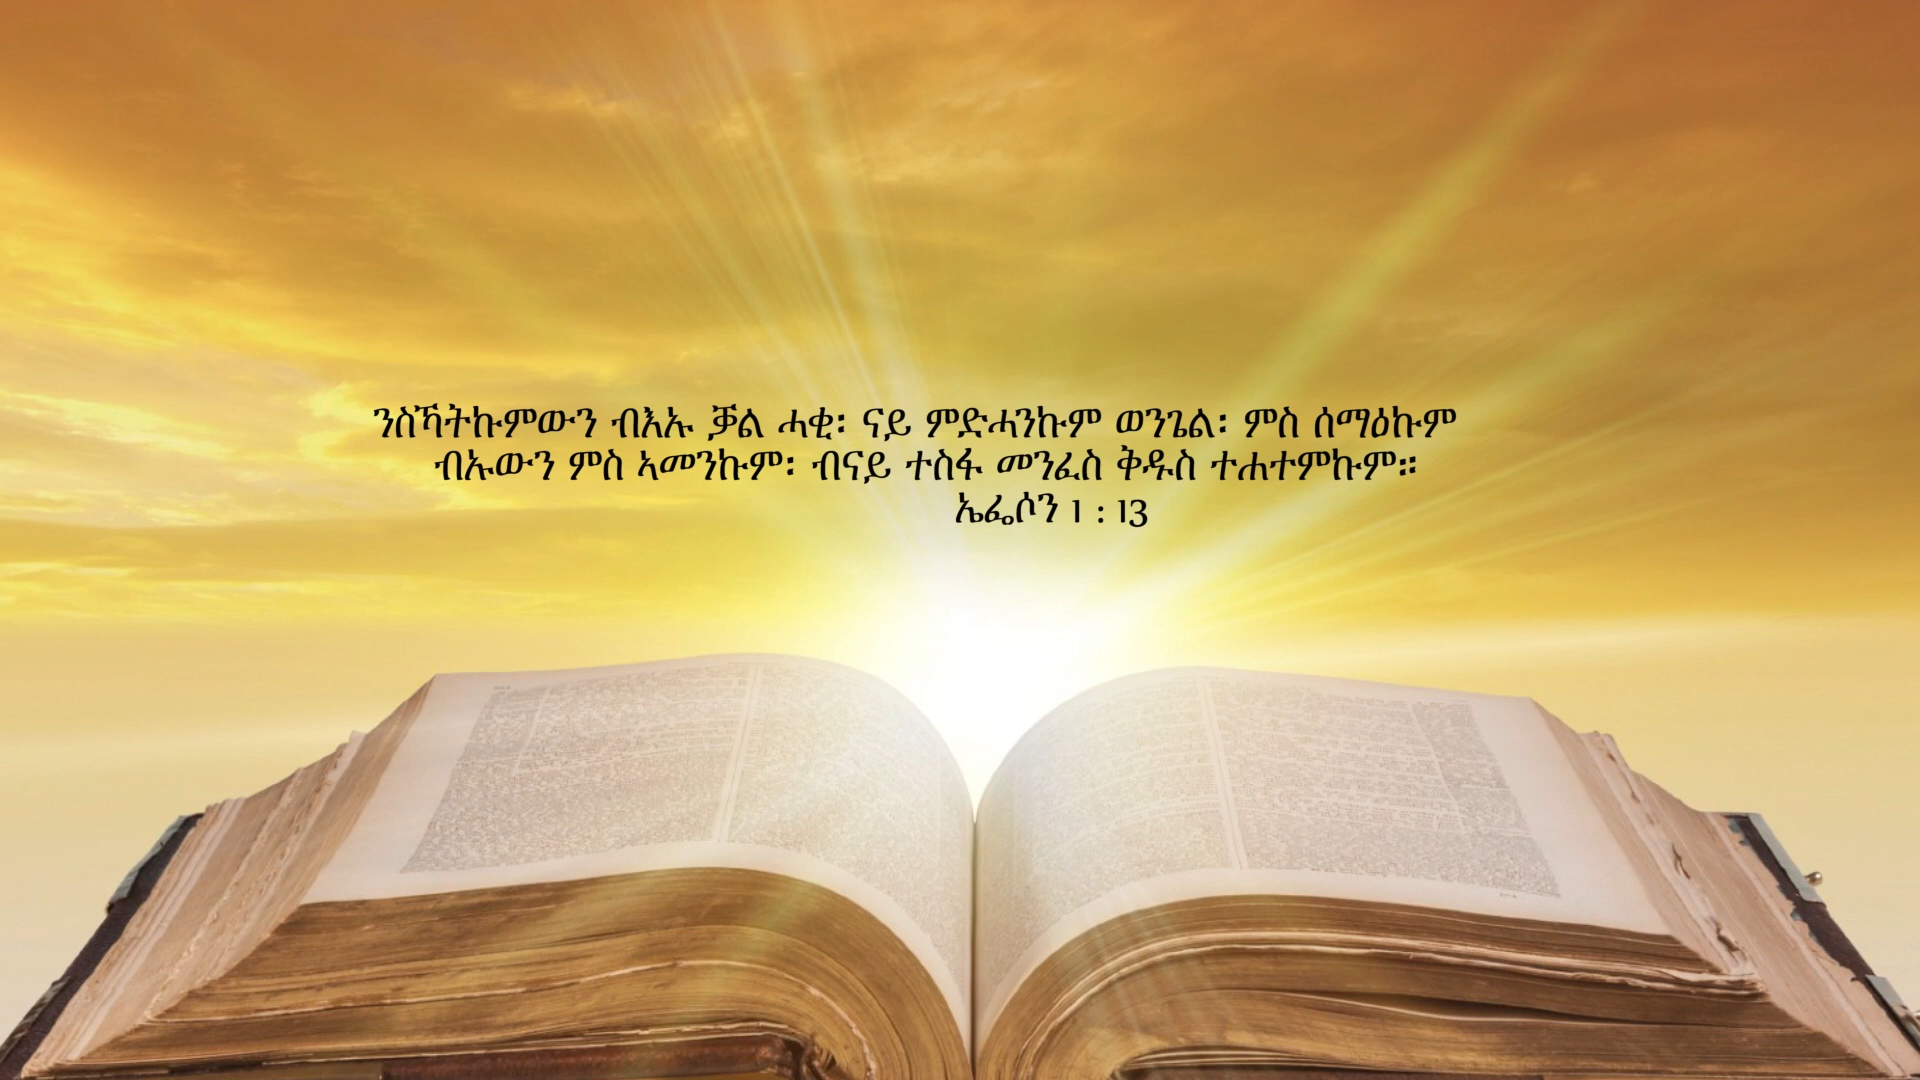 ንስኻትኩምውን ብእኡ ቓል ሓቂ፡ ናይ ምድሓንኩም ወንጌል፡ ምስ ሰማዕኩም
ብኡውን ምስ ኣመንኩም፡ ብናይ ተስፋ መንፈስ ቅዱስ ተሐተምኩም።
ኤፌሶን 1 : 13